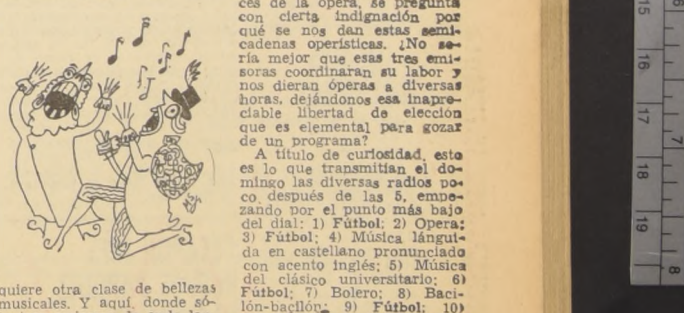 ces de la ópera, se pregunta
con cierta indignación por
qué se nos dan estas semi-
cadenas operísticas. ¿No se-
ría mejor que esas tres emi-
soras coordinaran su labor y
nos dieran óperas a diversas
horas, dejándonos esa inapre-
ciable libertad de elección
que es elemental para gozar
de un programa?
A título de curiosidad, esto
es lo que transmitían el do-
mingo las diversas radios po-
co después de las 5, empe-
zando por el punto más bajo
del dial: 1) Fútbol; 2) Opera;
3) Fútbol; 4) Música lángui-
da en castellano pronunciado
con acento inglés; 5) Música
del clásico universitario; 6)
Fútbol; 7) Bolero; 8) Baci-
lón-bacilón; 9) Fútbol; 10)
quiere otra clase de bellezas
musicales. Y aquí, donde só-
15
16
17
18
19
7
8